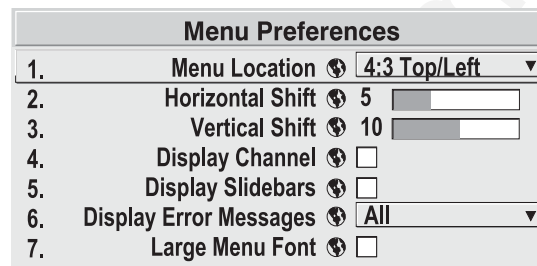 Menu Preferences
1. Menu Location 4:3 Top/Left
2. Horizontal Shift 5
3. Vertical Shift 10
4. Display Channel
5. Display Slidebars
6. Display Error Messages All
7. Large Menu Font